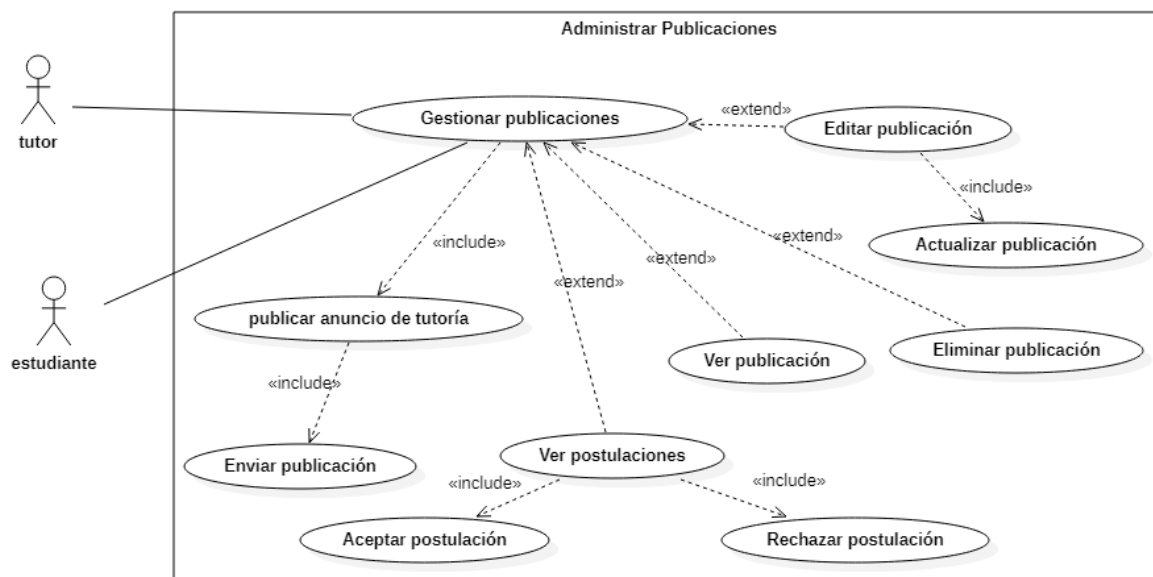 Administrar Publicaciones
tutor
Gestionar publicaciones
«extend»
Editar publicación
«include»
Actualizar publicación
«include»
«extend»
«extend»
«extend»
estudiante
publicar anuncio de tutoría
Ver publicación
Eliminar publicación
«include»
Enviar publicación
Ver postulaciones
«include»
«include»
Aceptar postulación
Rechazar postulación